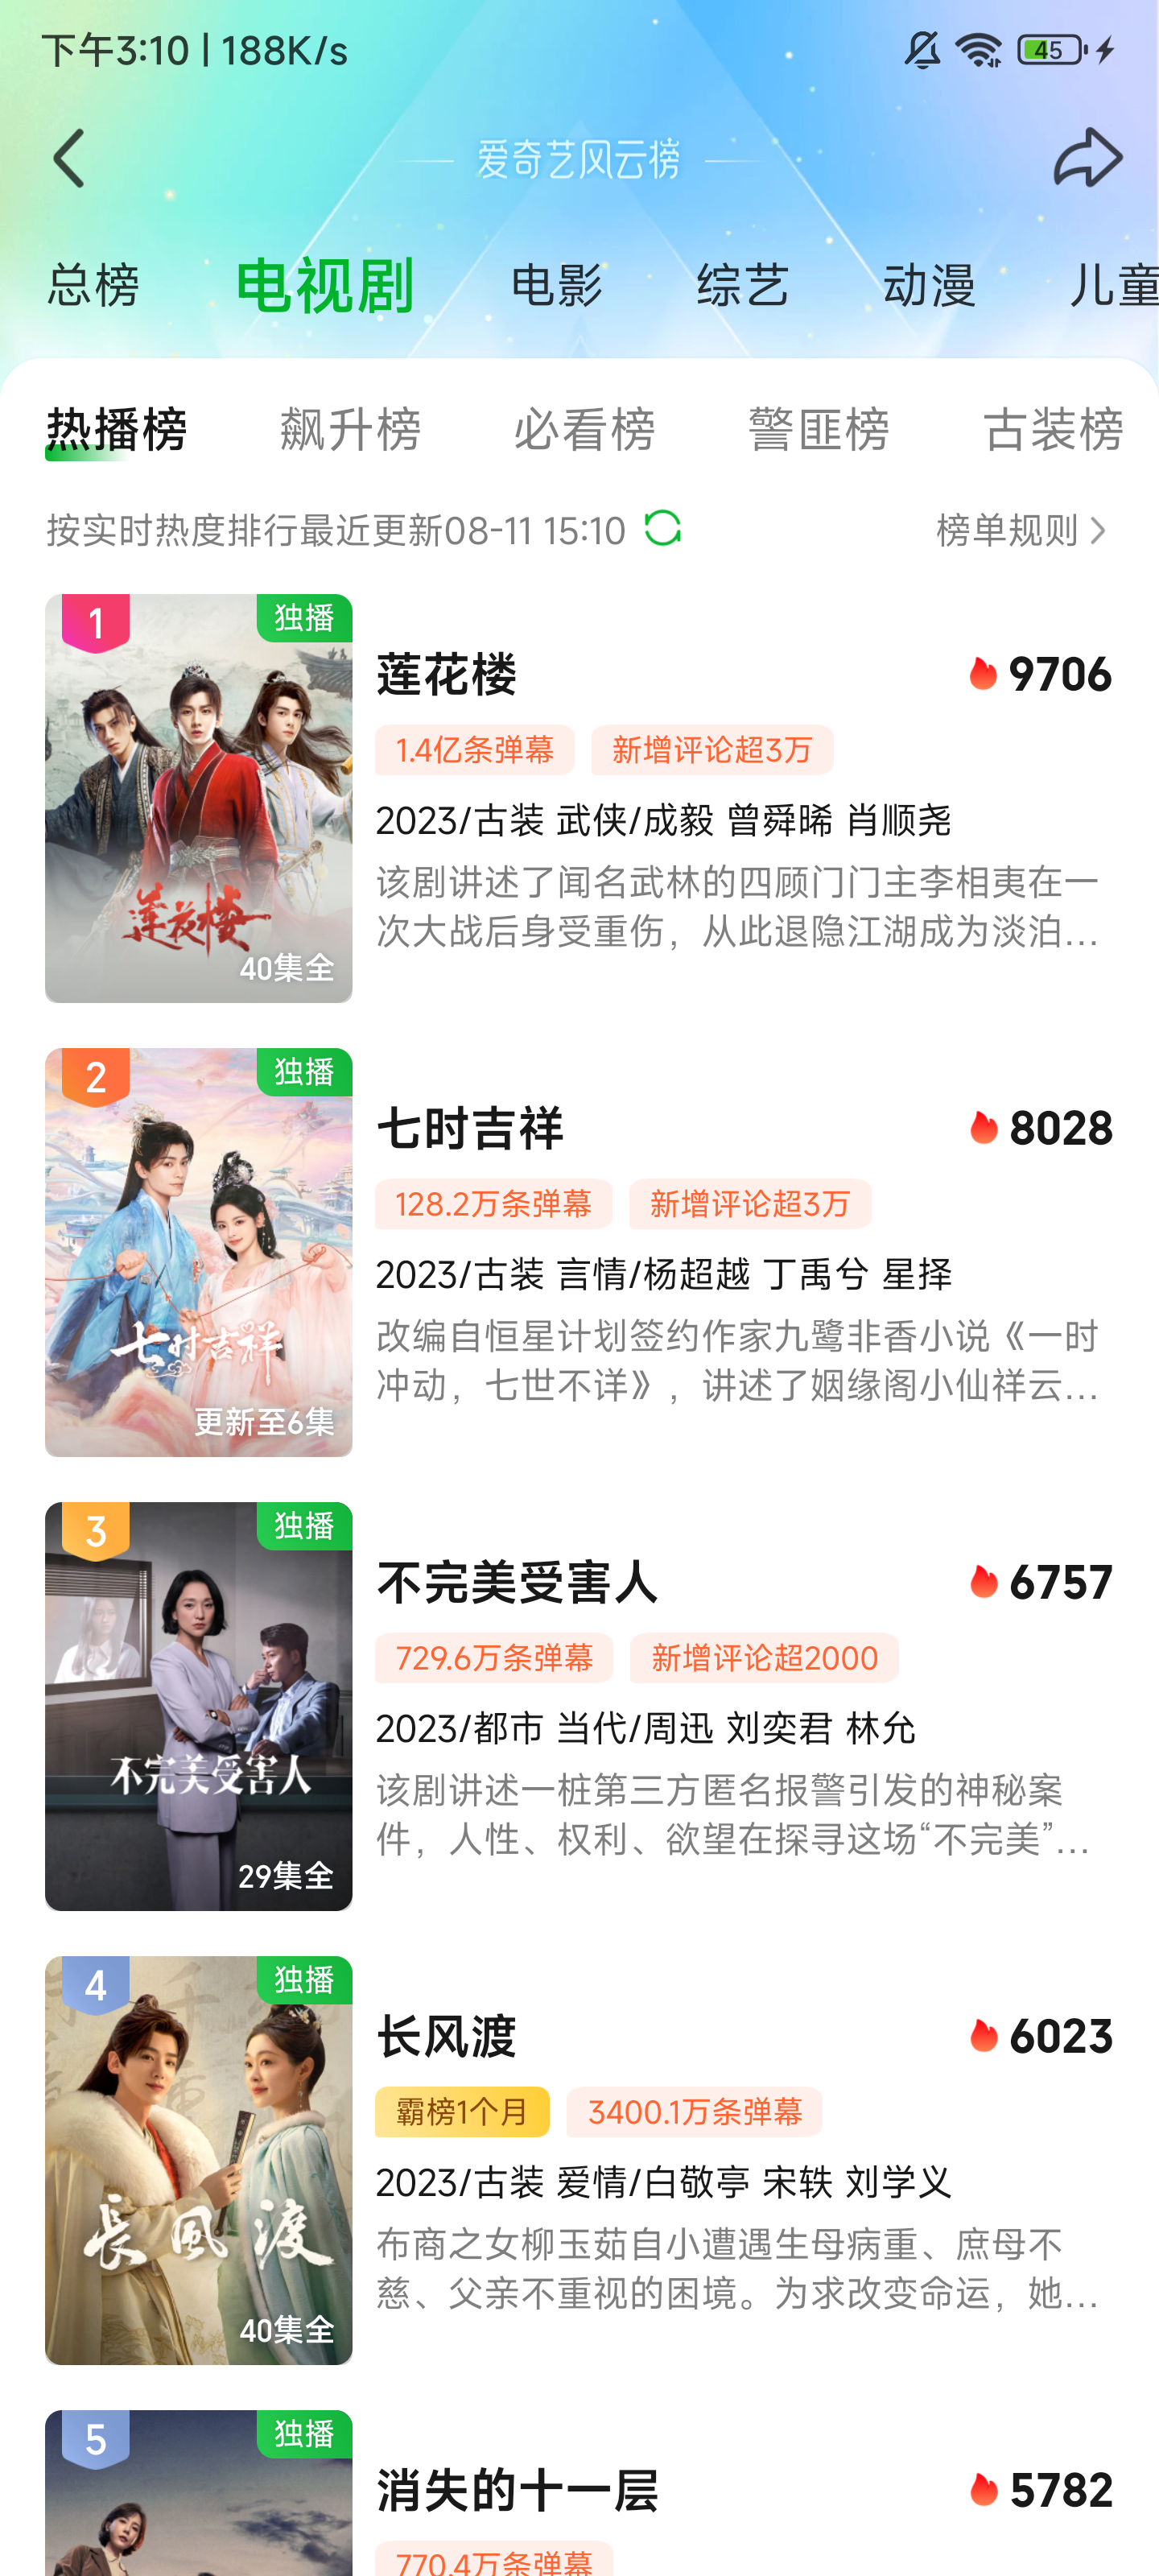 下午3:10 | 188K/s
45
爱奇艺风云榜
总榜 电视剧 电影 综艺 动漫 儿童
热播榜 飙升榜 必看榜 警匪榜 古装榜
按实时热度排行最近更新08-11 15:10 榜单规则
1 独播
莲花楼 9706
1.4亿条弹幕 新增评论超3万
2023/古装 武侠/成毅 曾舜晞 肖顺尧
该剧讲述了闻名武林的四顾门门主李相夷在一
次大战后身受重伤，从此退隐江湖成为淡泊...
莲花楼
40集全
2 独播
七时吉祥 8028
128.2万条弹幕 新增评论超3万
2023/古装 言情/杨超越 丁禹兮 星择
改编自恒星计划签约作家九鹭非香小说《一时
冲动，七世不详》，讲述了姻缘阁小仙祥云...
七时吉祥
更新至6集
3 独播
不完美受害人 6757
729.6万条弹幕 新增评论超2000
2023/都市 当代/周迅 刘奕君 林允
该剧讲述一桩第三方匿名报警引发的神秘案
件，人性、权利、欲望在探寻这场“不完美”...
不完美受害人
29集全
4 独播
长风渡 6023
霸榜1个月 3400.1万条弹幕
2023/古装 爱情/白敬亭 宋轶 刘学义
布商之女柳玉茹自小遭遇生母病重、庶母不
慈、父亲不重视的困境。为求改变命运，她...
長風渡
40集全
5 独播
消失的十一层 5782
770.4万条弹幕